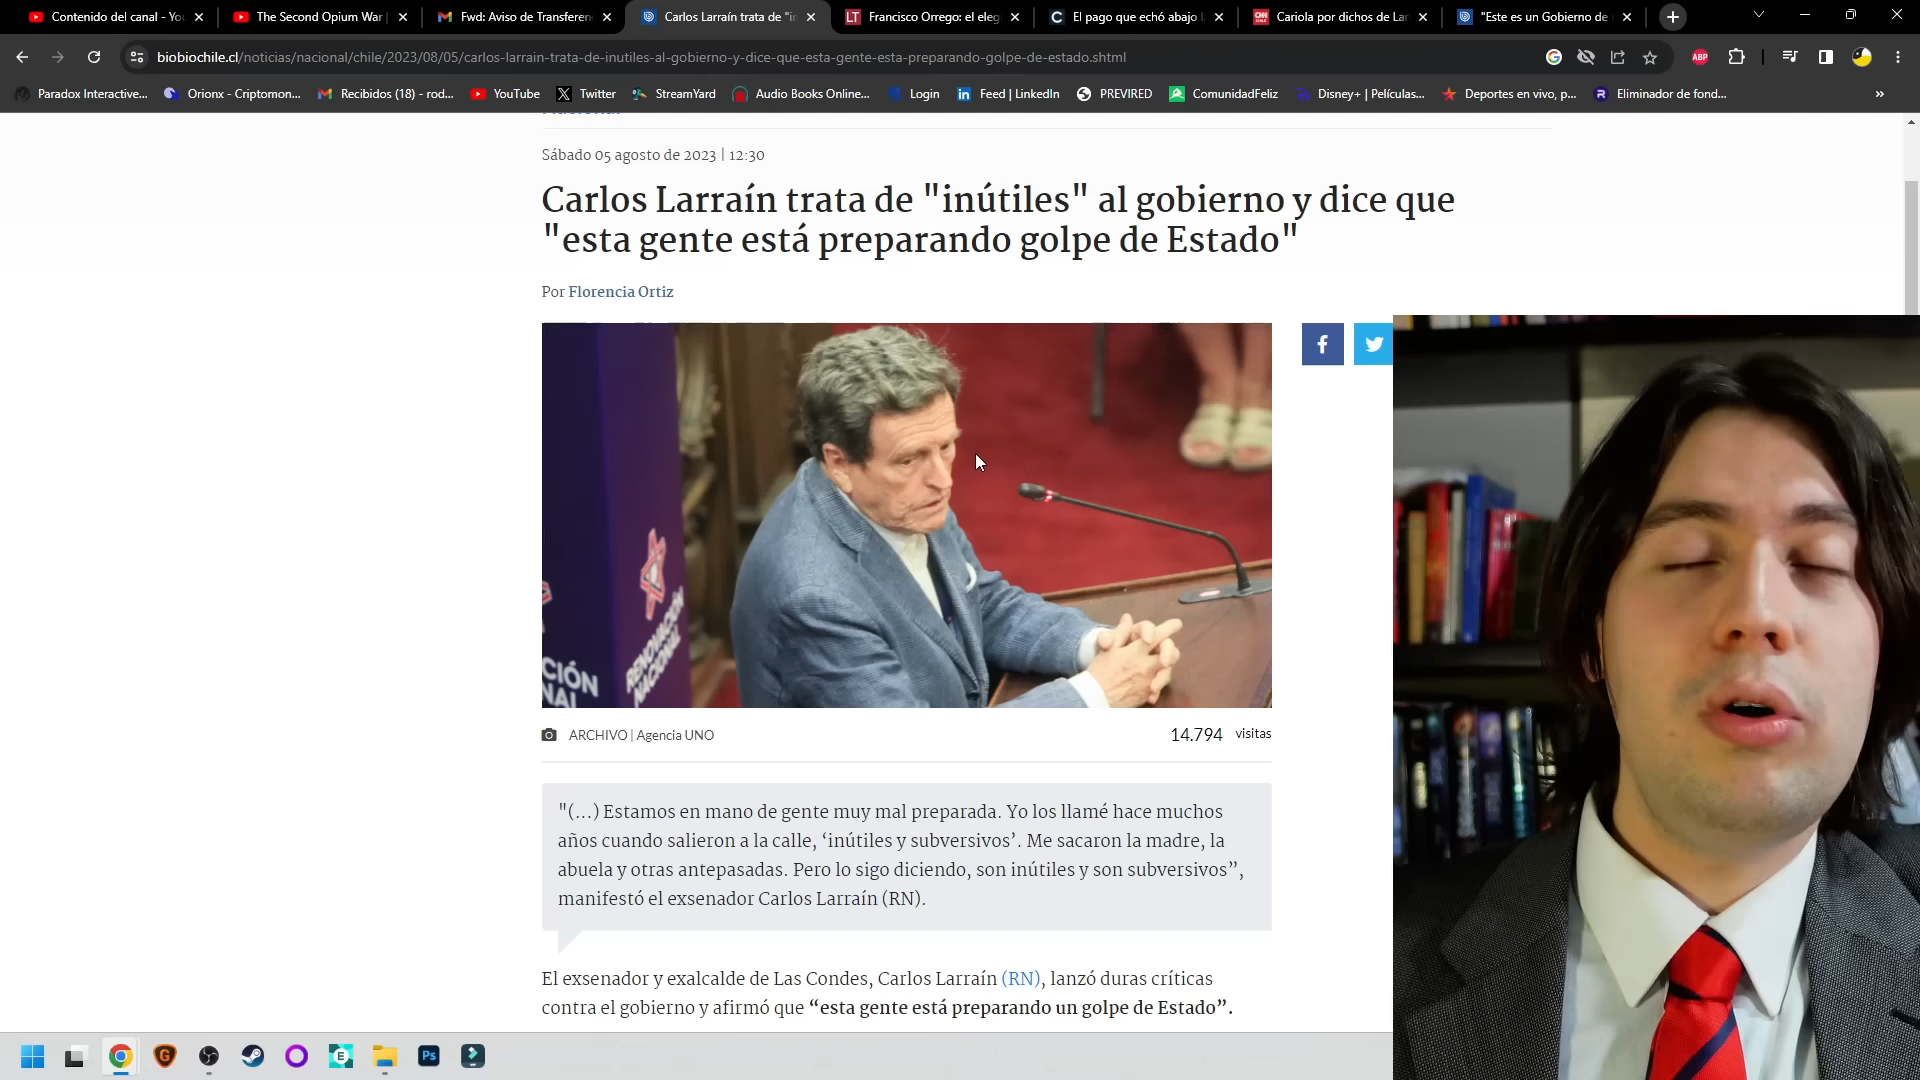 Contenido del canal - Yo
The Second Opium War |
Fwd: Aviso de Transferen
Carlos Larraín trata de "in
Francisco Orrego: el eleg
El pago que echó abajo l
Cariola por dichos de Lar
"Este es un Gobierno de
biobiochile.cl/noticias/nacional/chile/2023/08/05/carlos-larrain-trata-de-inutiles-al-gobierno-y-dice-que-esta-gente-esta-preparando-golpe-de-estado.shtml
ABP
Paradox Interactive...
Orionx - Criptomon...
Recibidos (18) - rod...
YouTube
Twitter
StreamYard
Audio Books Online...
Login
Feed | LinkedIn
PREVIRED
ComunidadFeliz
Disney+ | Películas...
Deportes en vivo, p...
Eliminador de fond...
»
Sábado 05 agosto de 2023 | 12:30
Carlos Larraín trata de "inútiles" al gobierno y dice que
"esta gente está preparando golpe de Estado"
Por Florencia Ortiz
CIÓN
NAL
RENOVACIÓN
NACIONAL
ARCHIVO | Agencia UNO
14.794 visitas
"(...) Estamos en mano de gente muy mal preparada. Yo los llamé hace muchos
años cuando salieron a la calle, ‘inútiles y subversivos’. Me sacaron la madre, la
abuela y otras antepasadas. Pero lo sigo diciendo, son inútiles y son subversivos”,
manifestó el exsenador Carlos Larraín (RN).
El exsenador y exalcalde de Las Condes, Carlos Larraín (RN), lanzó duras críticas
contra el gobierno y afirmó que “esta gente está preparando un golpe de Estado”.